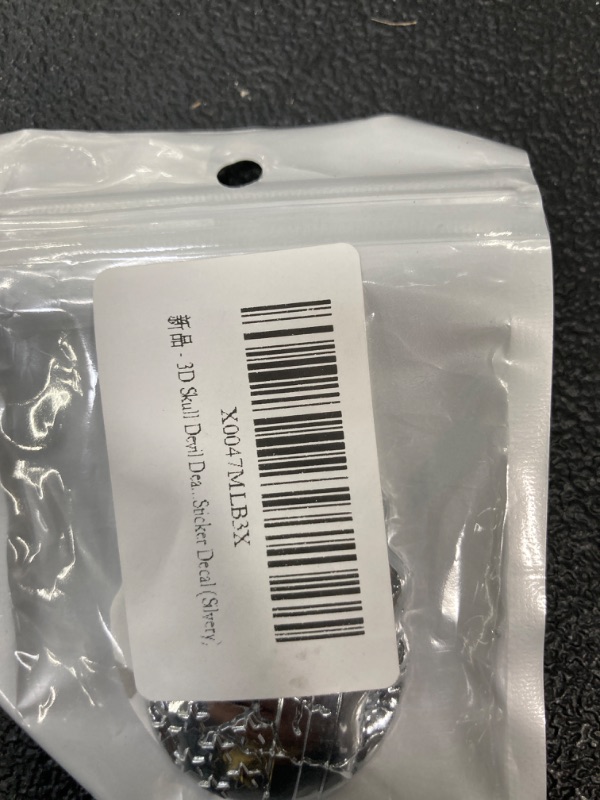 X0047MLB3X
新品 - 3D Skull Devil Dea...Sticker Decal (Silvery)